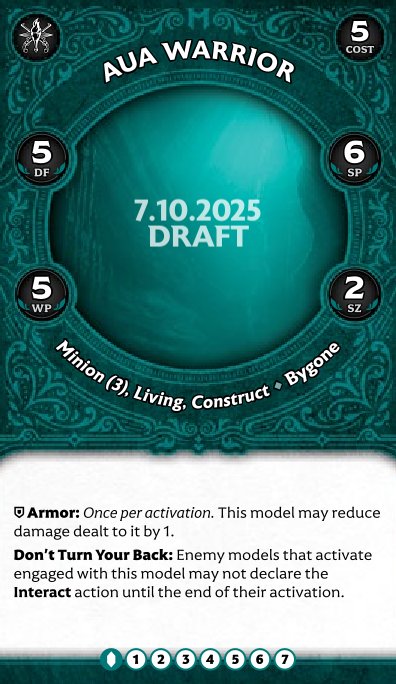 5
COST
AUA WARRIOR
5
DF
6
SP
7.10.2025
DRAFT
5
WP
2
SZ
Minion (3), Living, Construct ⬥ Bygone
Armor: Once per activation. This model may reduce
damage dealt to it by 1.
Don't Turn Your Back: Enemy models that activate
engaged with this model may not declare the
Interact action until the end of their activation.
1 2 3 4 5 6 7